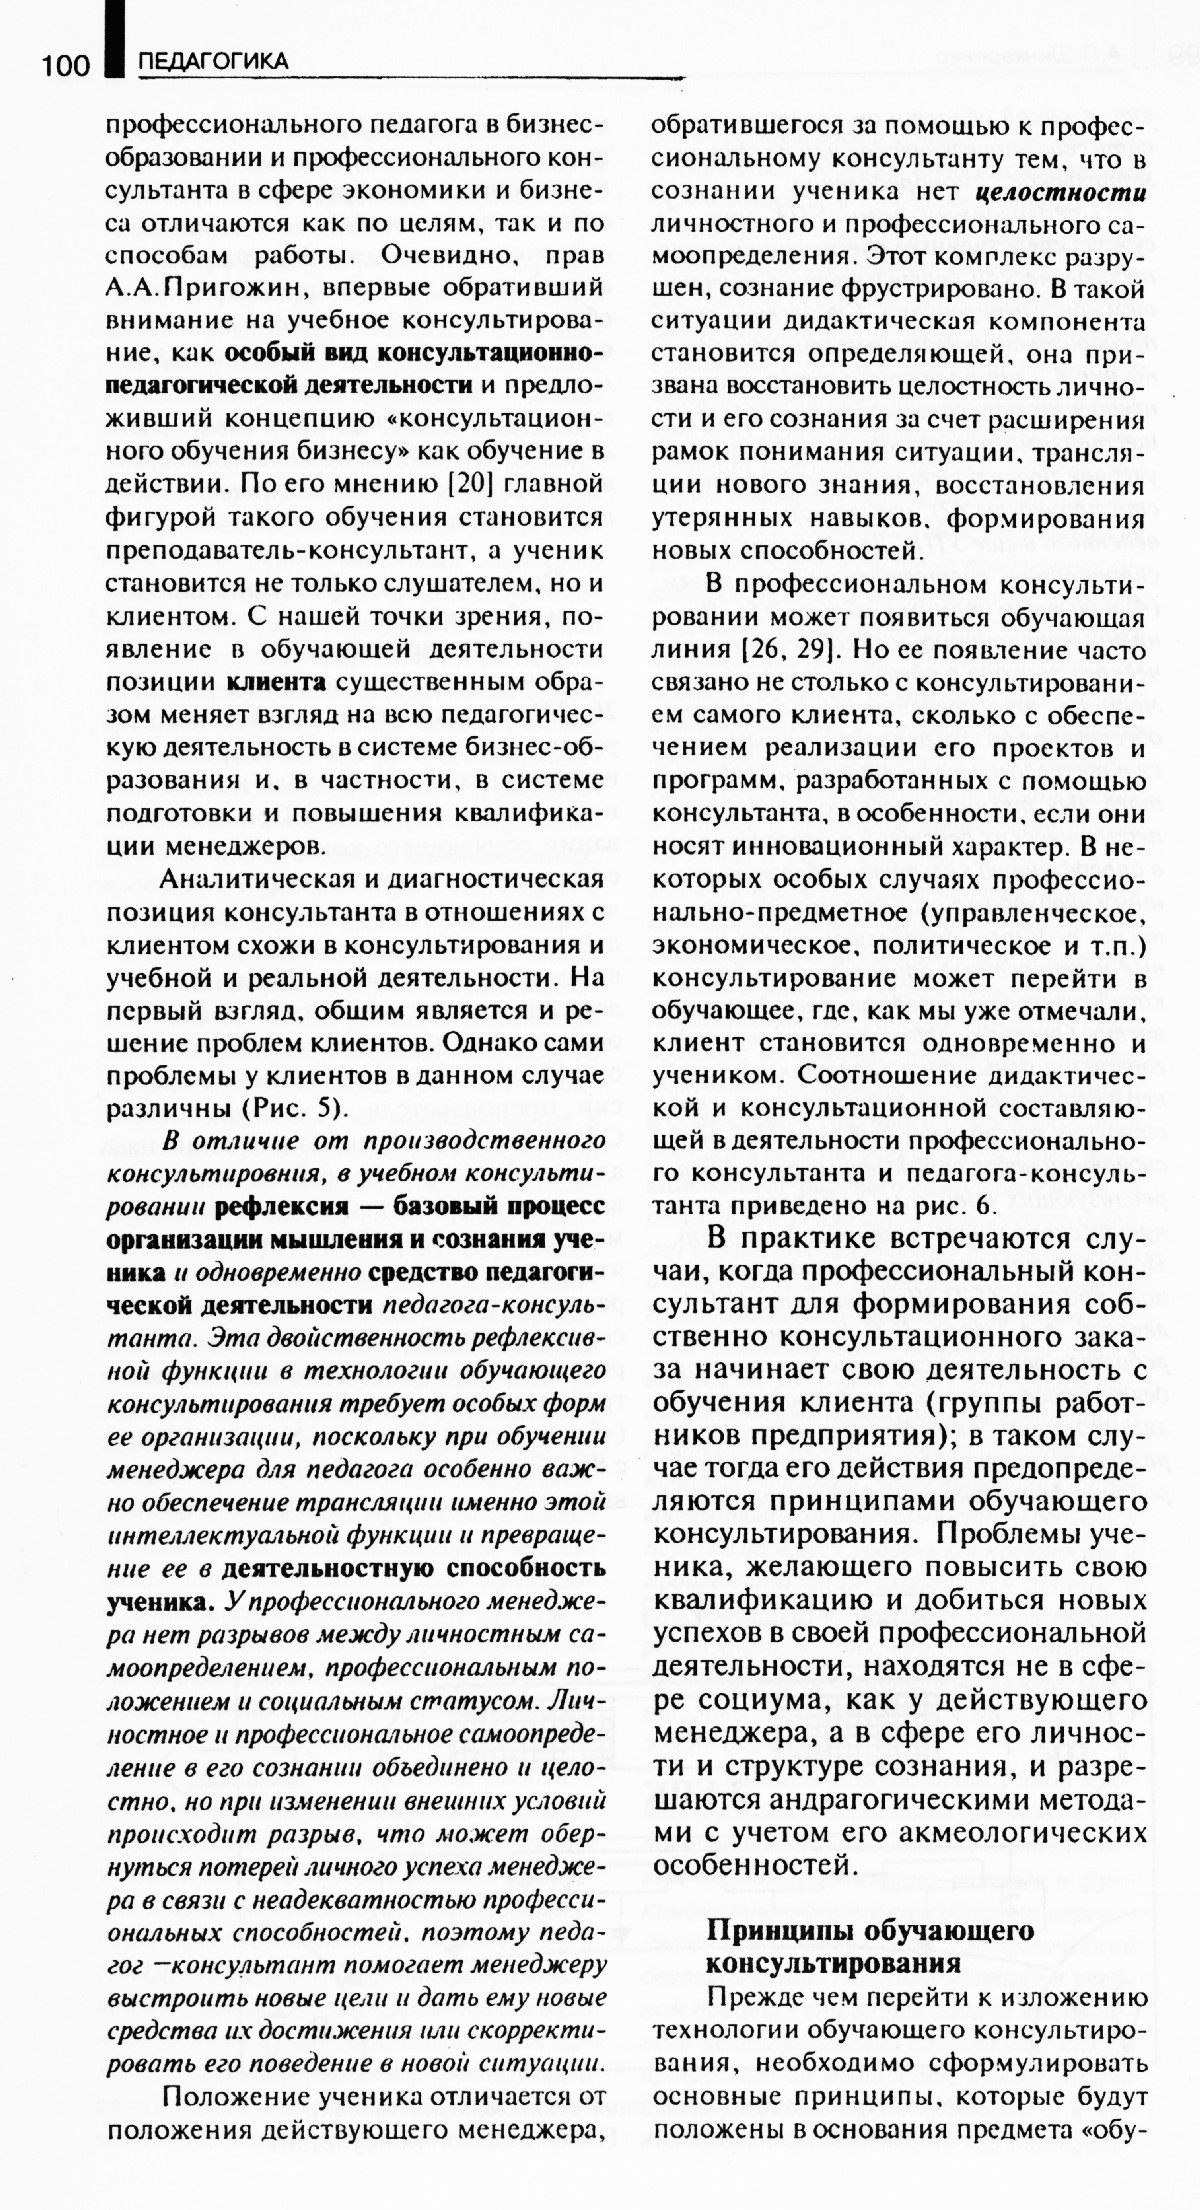 100
ПЕДАГОГИКА
профессионального педагога в бизнес-
образовании и профессионального кон-
сультанта в сфере экономики и бизне-
са отличаются как по целям, так и по
способам работы. Очевидно, прав
А.А.Пригожин, впервые обративший
внимание на учебное консультирова-
ние, как особый вид консультационно-
педагогической деятельности и предло-
живший концепцию «консультацион-
ного обучения бизнесу» как обучение в
действии. По его мнению [20] главной
фигурой такого обучения становится
преподаватель-консультант, а ученик
становится не только слушателем, но и
клиентом. С нашей точки зрения, по-
явление в обучающей деятельности
позиции клиента существенным обра-
зом меняет взгляд на всю педагогичес-
кую деятельность в системе бизнес-об-
разования и, в частности, в системе
подготовки и повышения квалифика-
ции менеджеров.
Аналитическая и диагностическая
позиция консультанта в отношениях с
клиентом схожи в консультирования и
учебной и реальной деятельности. На
первый взгляд, общим является и ре-
шение проблем клиентов. Однако сами
проблемы у клиентов в данном случае
различны (Рис. 5).
В отличие от производственного
консультировния, в учебном консульти-
ровании рефлексия — базовый процесс
организации мышления и сознания уче-
ника и одновременно средство педагоги-
ческой деятельности педагога-консуль-
танта. Эта двойственность рефлексив-
ной функции в технологии обучающего
консультирования требует особых форм
ее организации, поскольку при обучении
менеджера для педагога особенно важ-
но обеспечение трансляции именно этой
интеллектуальной функции и превраще-
ние ее в деятельностную способность
ученика. У профессионального менедже-
ра нет разрывов между личностным са-
моопределением, профессиональным по-
ложением и социальным статусом. Лич-
ностное и профессиональное самоопреде-
ление в его сознании объединено и цело-
стно, но при изменении внешних условий
происходит разрыв, что может обер-
нуться потерей личного успеха менедже-
ра в связи с неадекватностью професси-
ональных способностей, поэтому педа-
гог —консультант помогает менеджеру
выстроить новые цели и дать ему новые
средства их достижения или скорректи-
ровать его поведение в новой ситуации.
Положение ученика отличается от
положения действующего менеджера,
обратившегося за помощью к профес-
сиональному консультанту тем, что в
сознании ученика нет целостности
личностного и профессионального са-
моопределения. Этот комплекс разру-
шен, сознание фрустрировано. В такой
ситуации дидактическая компонента
становится определяющей, она при-
звана восстановить целостность лично-
сти и его сознания за счет расширения
рамок понимания ситуации, трансля-
ции нового знания, восстановления
утерянных навыков, формирования
новых способностей.
В профессиональном консульти-
ровании может появиться обучающая
линия [26, 29]. Но ее появление часто
связано не столько с консультировани-
ем самого клиента, сколько с обеспе-
чением реализации его проектов и
программ, разработанных с помощью
консультанта, в особенности, если они
носят инновационный характер. В не-
которых особых случаях профессио-
нально-предметное (управленческое,
экономическое, политическое и т.п.)
консультирование может перейти в
обучающее, где, как мы уже отмечали,
клиент становится одновременно и
учеником. Соотношение дидактичес-
кой и консультационной составляю-
щей в деятельности профессионально-
го консультанта и педагога-консуль-
танта приведено на рис. 6.
В практике встречаются слу-
чаи, когда профессиональный кон-
сультант для формирования соб-
ственно консультационного зака-
за начинает свою деятельность с
обучения клиента (группы работ-
ников предприятия); в таком слу-
чае тогда его действия предопреде-
ляются принципами обучающего
консультирования. Проблемы уче-
ника, желающего повысить свою
квалификацию и добиться новых
успехов в своей профессиональной
деятельности, находятся не в сфе-
ре социума, как у действующего
менеджера, а в сфере его личнос-
ти и структуре сознания, и разре-
шаются андрагогическими метода-
ми с учетом его акмеологических
особенностей.
Принципы обучающего
консультирования
Прежде чем перейти к изложению
технологии обучающего консультиро-
вания, необходимо сформулировать
основные принципы, которые будут
положены в основания предмета «обу-